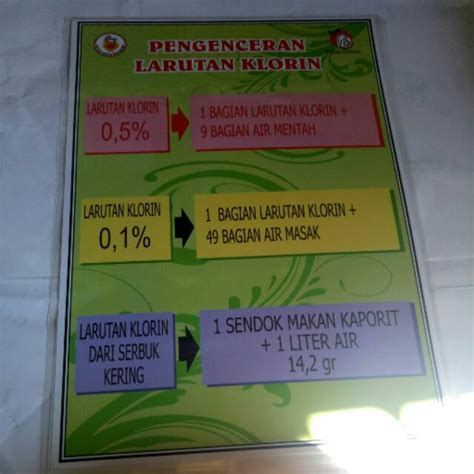 PENGENCERAN
LARUTAN KLORIN
LARUTAN KLORIN
0,5%
1 BAGIAN LARUTAN KLORIN +
9 BAGIAN AIR MENTAH
LARUTAN KLORIN
0,1%
1 BAGIAN LARUTAN KLORIN +
49 BAGIAN AIR MASAK
LARUTAN KLORIN
DARI SERBUK
KERING
1 SENDOK MAKAN KAPORIT
+ 1 LITER AIR
14,2 gr